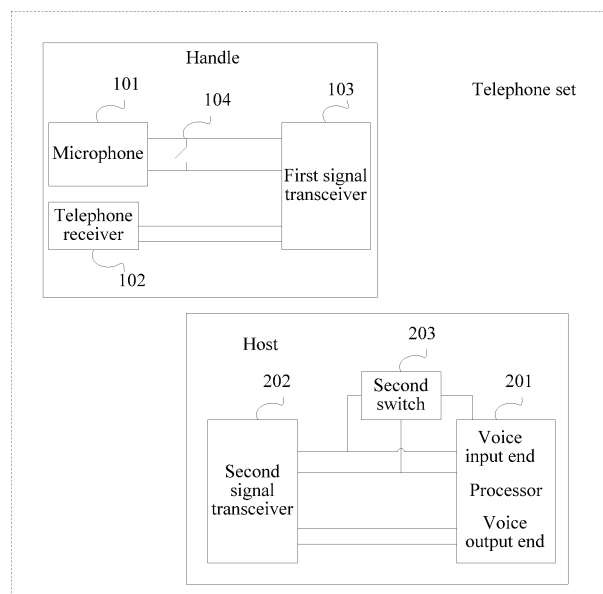 Handle
Telephone set
101
104
103
Microphone
First signal
transceiver
Telephone
receiver
102
Host
203
202
Second
switch
201
Second
signal
transceiver
Voice
input end
Processor
Voice
output end